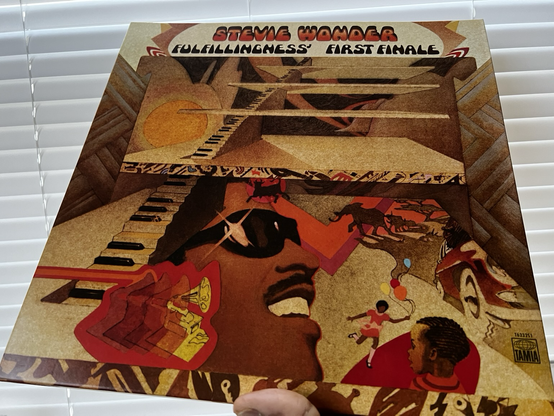 STEVIE WONDER
FULFILLINGNESS' FIRST FINALE
TAMLA